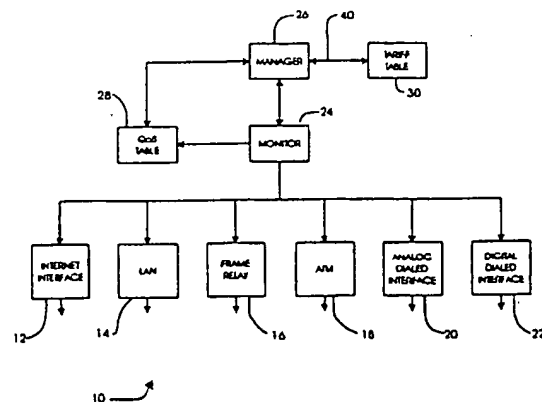 26
40
MANAGER
TARIFF
TABLE
30
28
24
QoS
TABLE
MONITOR
INTERNET
INTERFACE
LAN
FRAME
RELAY
ATM
ANALOG
DIALED
INTERFACE
DIGITAL
DIALED
INTERFACE
12
14
16
18
20
22
10